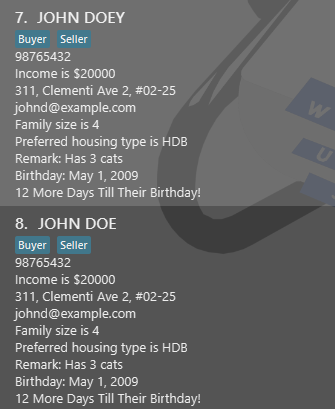 7. JOHN DOEY
Buyer Seller
98765432
Income is $20000
311, Clementi Ave 2, #02-25
johnd@example.com
Family size is 4
Preferred housing type is HDB
Remark: Has 3 cats
Birthday: May 1, 2009
12 More Days Till Their Birthday!
8. JOHN DOE
Buyer Seller
98765432
Income is $20000
311, Clementi Ave 2, #02-25
johnd@example.com
Family size is 4
Preferred housing type is HDB
Remark: Has 3 cats
Birthday: May 1, 2009
12 More Days Till Their Birthday!
W
U